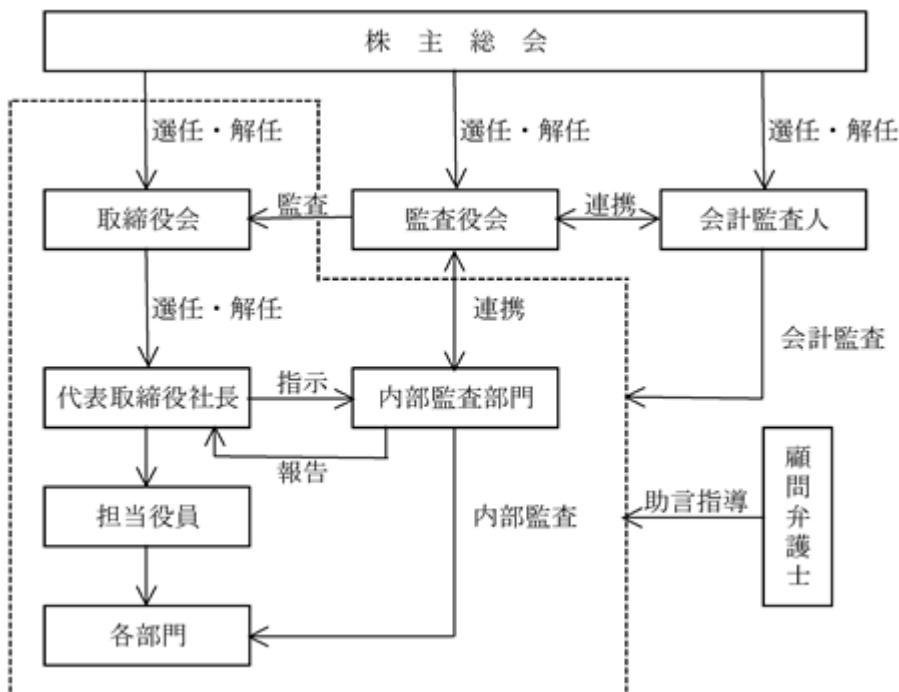 株主総会
選任・解任
選任・解任
選任・解任
取締役会
監査
監査役会
連携
会計監査人
選任・解任
連携
会計監査
代表取締役社長
指示
内部監査部門
報告
顧問弁護士
担当役員
内部監査
助言指導
各部門